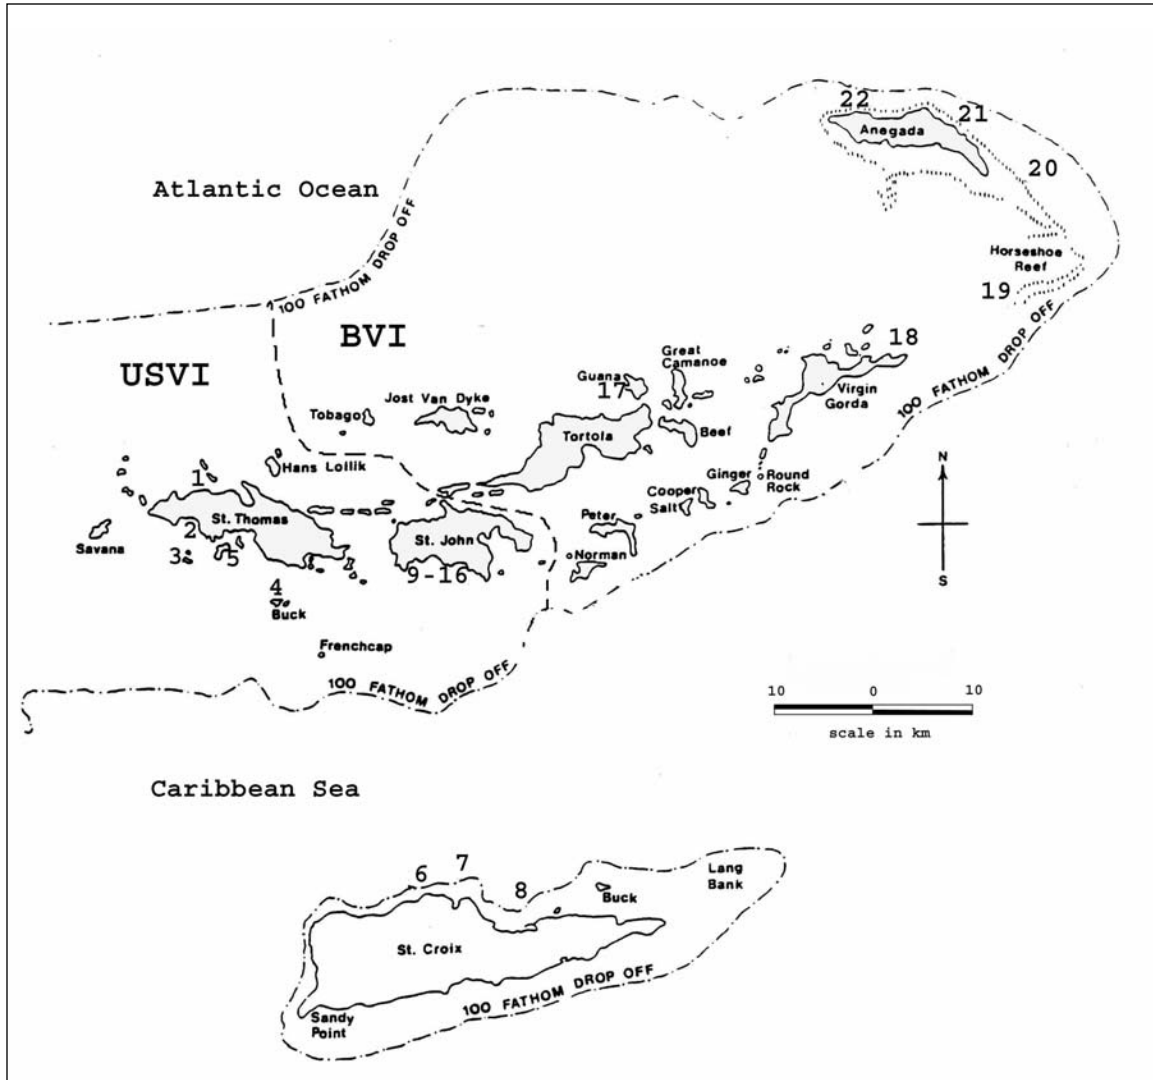 22
21
Anegada
20
Atlantic Ocean
100 FATHOM DROP OFF
Horseshoe
Reef
19
BVI
USVI
Great
Camanoe
18
Guana
17
Jost Van Dyke
Virgin
Gorda
100 FATHOM DROP OFF
Tobago
Tortola
Beef
Hans Lollik
1
Ginger
Round
Rock
N
Cooper
Salt
St. Thomas
Peter
2
St. John
Savana
3
5
Norman
9-16
S
4
Buck
Frenchcap
100 FATHOM DROP OFF
10 0 10
scale in km
Caribbean Sea
6
7
8
Lang
Bank
Buck
St. Croix
100 FATHOM DROP OFF
Sandy
Point